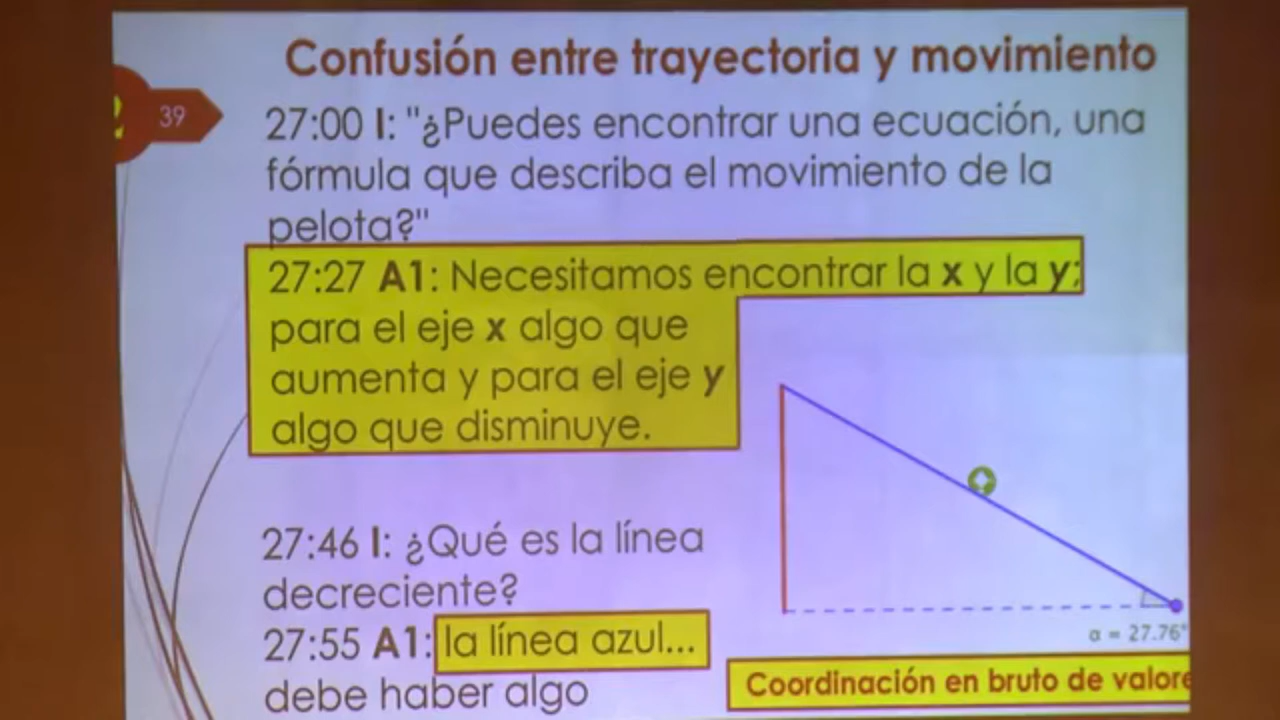 Confusión entre trayectoria y movimiento
39
27:00 I: "¿Puedes encontrar una ecuación, una
fórmula que describa el movimiento de la
pelota?"
27:27 A1: Necesitamos encontrar la x y la y;
para el eje x algo que
aumenta y para el eje y
algo que disminuye.
27:46 I: ¿Qué es la línea
decreciente?
27:55 A1: la línea azul...
debe haber algo
α = 27.76°
Coordinación en bruto de valore